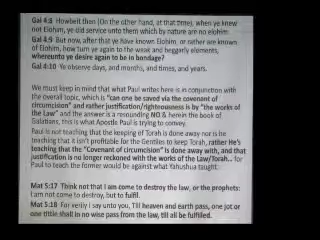 Gal 4:8 Howbeit then (On the other hand, at that time), when ye knew
not Elohim, ye did service unto them which by nature are no elohim.
Gal 4:9 But now, after that ye have known Elohim, or rather are known
of Elohim, how turn ye again to the weak and beggarly elements,
whereunto ye desire again to be in bondage?
Gal 4:10 Ye observe days, and months, and times, and years.
We must keep in mind that what Paul writes here is in conjunction with
the overall topic, which is "can one be saved via the covenant of
circumcision" and rather justification/righteousness is by "the works of
the Law" and the answer is a resounding NO & herein the book of
Galatians, this is what Apostle Paul is trying to convey.
Paul is not teaching that the keeping of Torah is done away nor is he
teaching that it isn't profitable for the Gentiles to keep Torah, rather He's
teaching that the "Covenant of circumcision" is done away with, and that
justification is no longer reckoned with the works of the Law/Torah... for
Paul to teach the former would be against what Yahushua taught.
Mat 5:17 Think not that I am come to destroy the law, or the prophets:
I am not come to destroy, but to fulfil.
Mat 5:18 For verily I say unto you, Till heaven and earth pass, one jot or
one tittle shall in no wise pass from the law, till all be fulfilled.